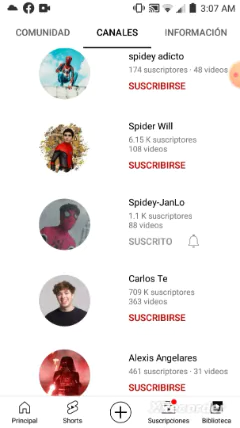 3:07 AM
COMUNIDAD CANALES INFORMACIÓN
spidey adicto
174 suscriptores · 48 videos
SUSCRIBIRSE
Spider Will
6.15 K suscriptores
108 videos
SUSCRIBIRSE
Spidey-JanLo
1.1 K suscriptores
88 videos
SUSCRITO
Carlos Te
709 K suscriptores
363 videos
SUSCRIBIRSE
Alexis Angelares
461 suscriptores · 31 videos
SUSCRIBIRSE
Principal Shorts Suscripciones Biblioteca